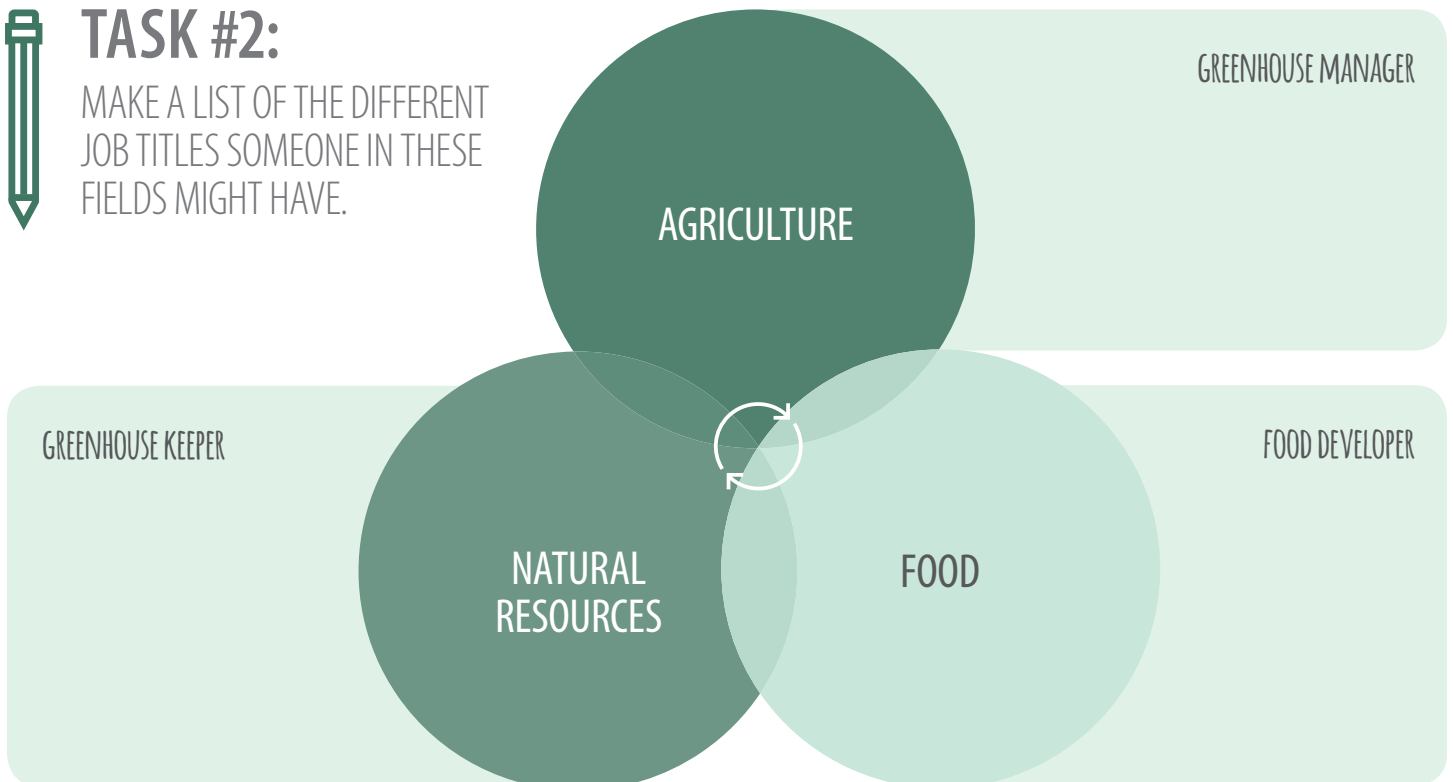 TASK #2:
MAKE A LIST OF THE DIFFERENT
JOB TITLES SOMEONE IN THESE
FIELDS MIGHT HAVE.
GREENHOUSE MANAGER
AGRICULTURE
GREENHOUSE KEEPER
FOOD DEVELOPER
NATURAL
RESOURCES
FOOD